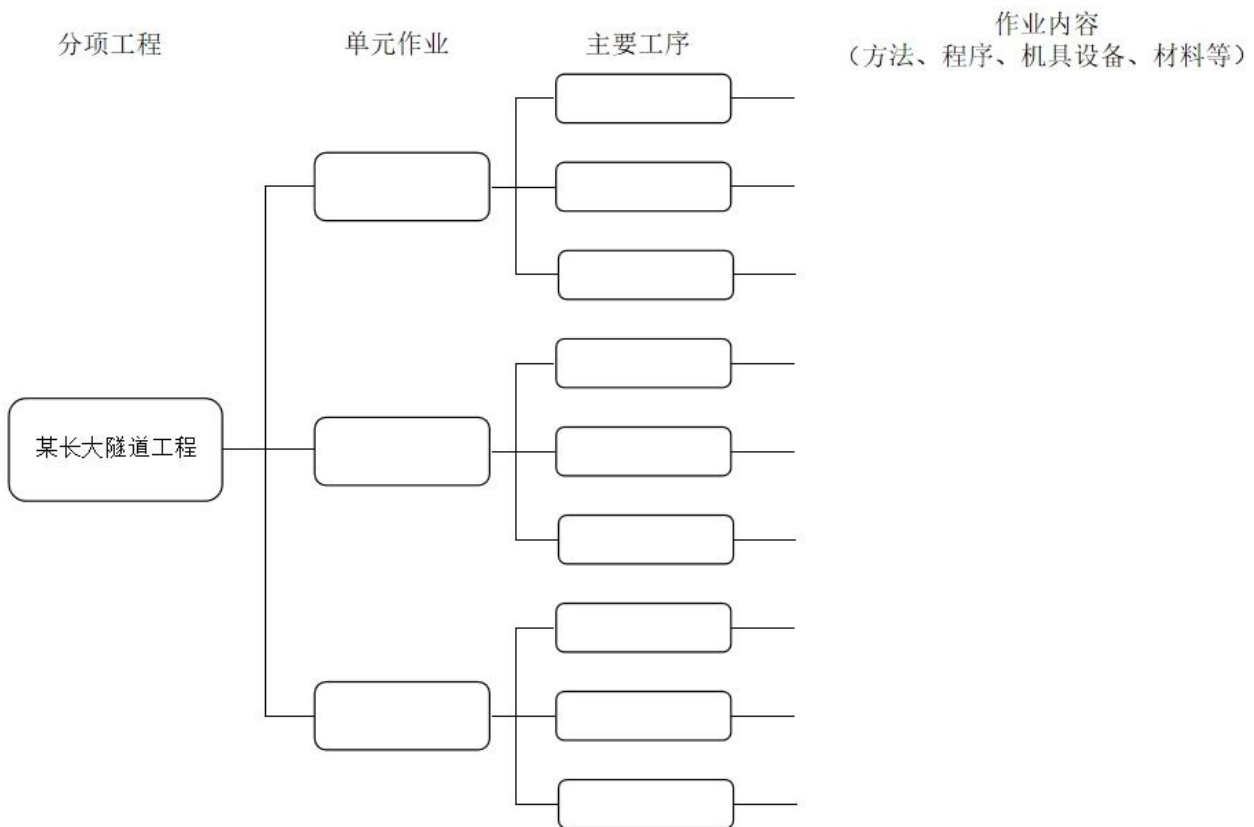 分项工程
单元作业
主要工序
作业内容
（方法、程序、机具设备、材料等）
某长大隧道工程